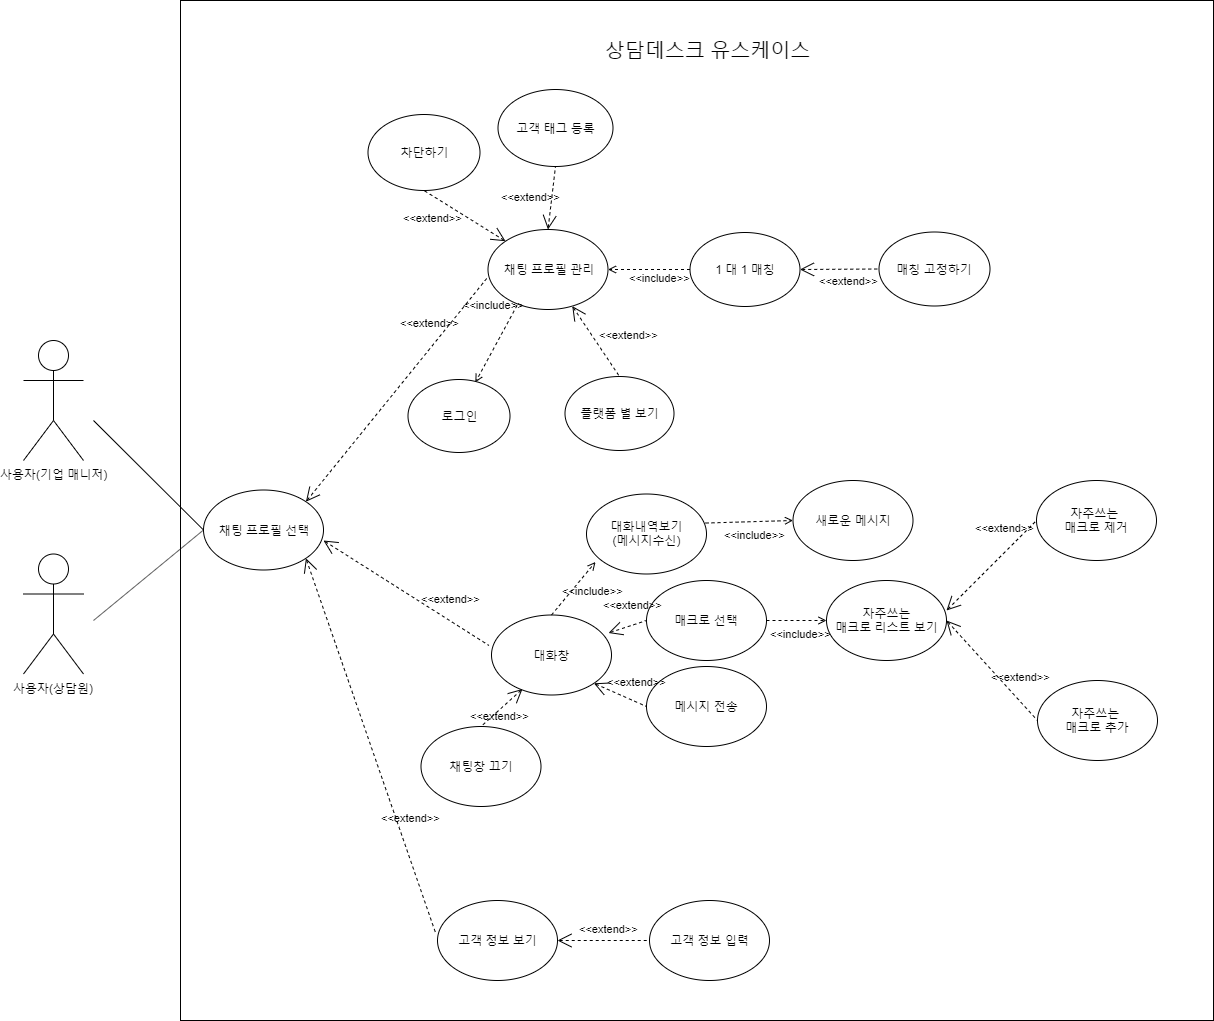 상담데스크 유스케이스
고객 태그 등록
차단하기
<<extend>>
<<extend>>
채팅 프로필 관리
1 대 1 매칭
매칭 고정하기
<<include>>
<<extend>>
<<include>>
<<extend>>
<<extend>>
로그인
플랫폼 별 보기
사용자(기업 매니저)
채팅 프로필 선택
대화내역보기
(메시지수신)
새로운 메시지
자주쓰는
매크로 제거
<<include>>
<<extend>>
<<include>>
<<extend>>
<<extend>>
매크로 선택
자주쓰는
매크로 리스트 보기
<<include>>
대화창
<<extend>>
<<extend>>
사용자(상담원)
메시지 전송
자주쓰는
매크로 추가
<<extend>>
채팅창 끄기
<<extend>>
고객 정보 보기
<<extend>>
고객 정보 입력